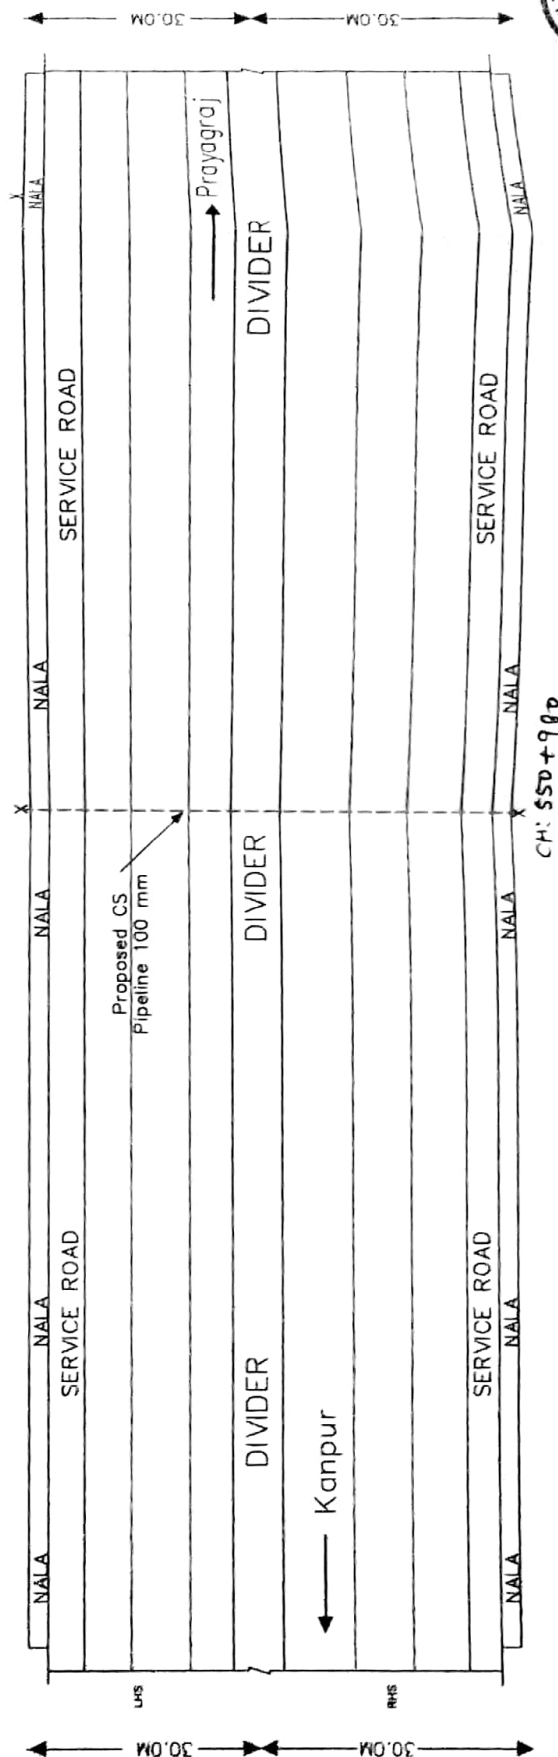 30.0M
30.0M
NALA
NALA
NALA
NALA
NALA
SERVICE ROAD
SERVICE ROAD
Proposed CS
Pipeline 100 mm
Prayagraj
DIVIDER
DIVIDER
DIVIDER
Kanpur
SERVICE ROAD
SERVICE ROAD
NALA
NALA
NALA
NALA
NALA
LHS
RHS
30.0M
30.0M
CH: 550+980